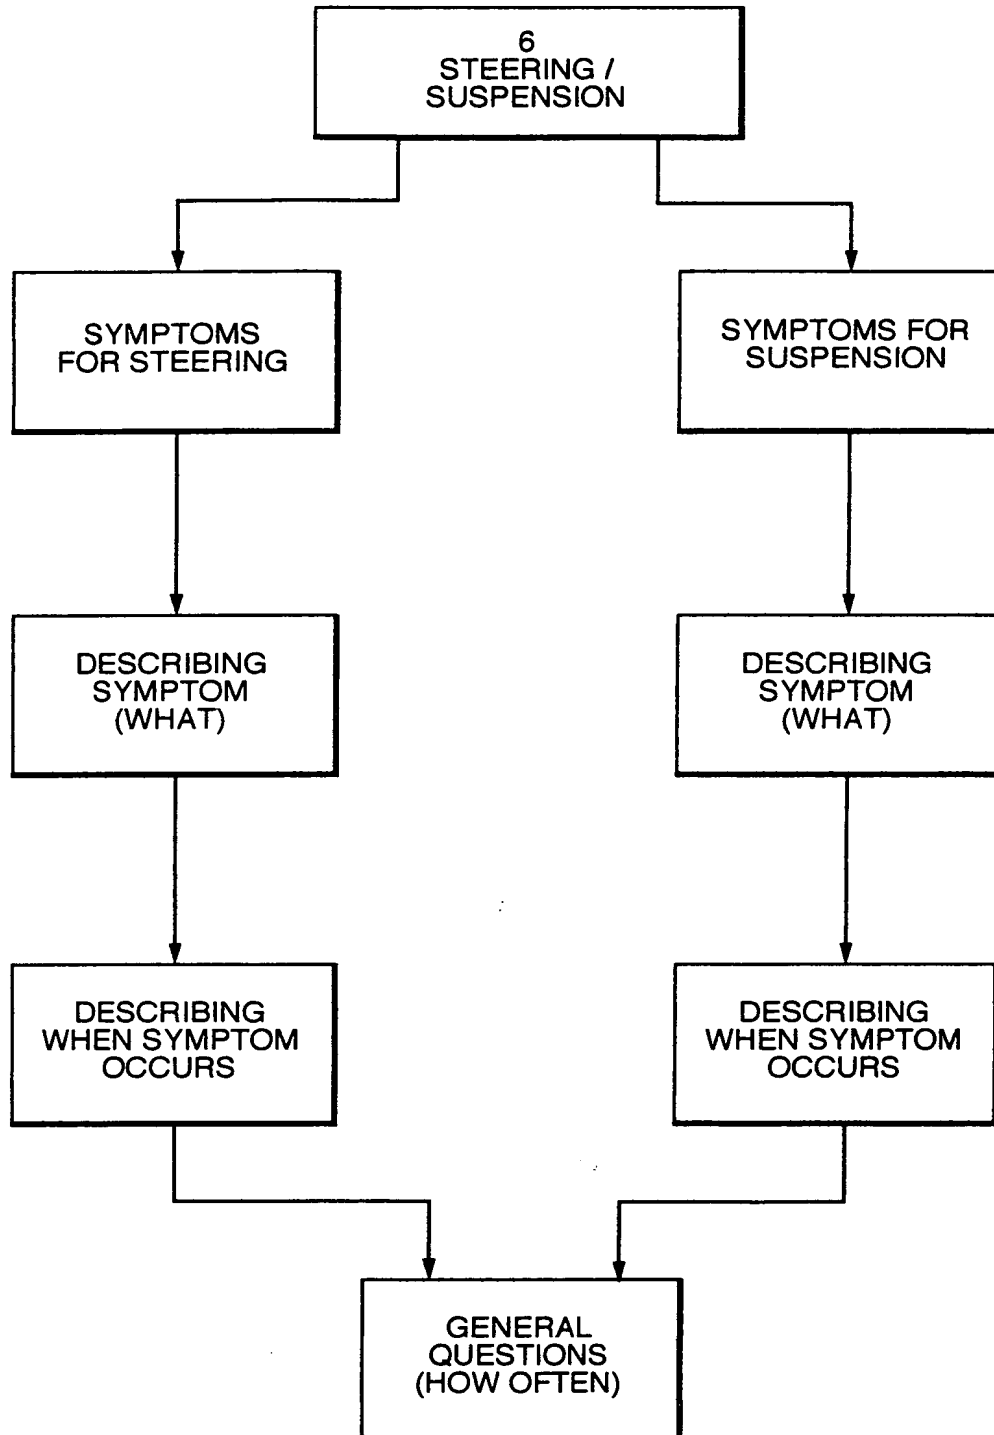 6
STEERING /
SUSPENSION
SYMPTOMS
FOR STEERING
SYMPTOMS FOR
SUSPENSION
DESCRIBING
SYMPTOM
(WHAT)
DESCRIBING
SYMPTOM
(WHAT)
DESCRIBING
WHEN SYMPTOM
OCCURS
DESCRIBING
WHEN SYMPTOM
OCCURS
GENERAL
QUESTIONS
(HOW OFTEN)